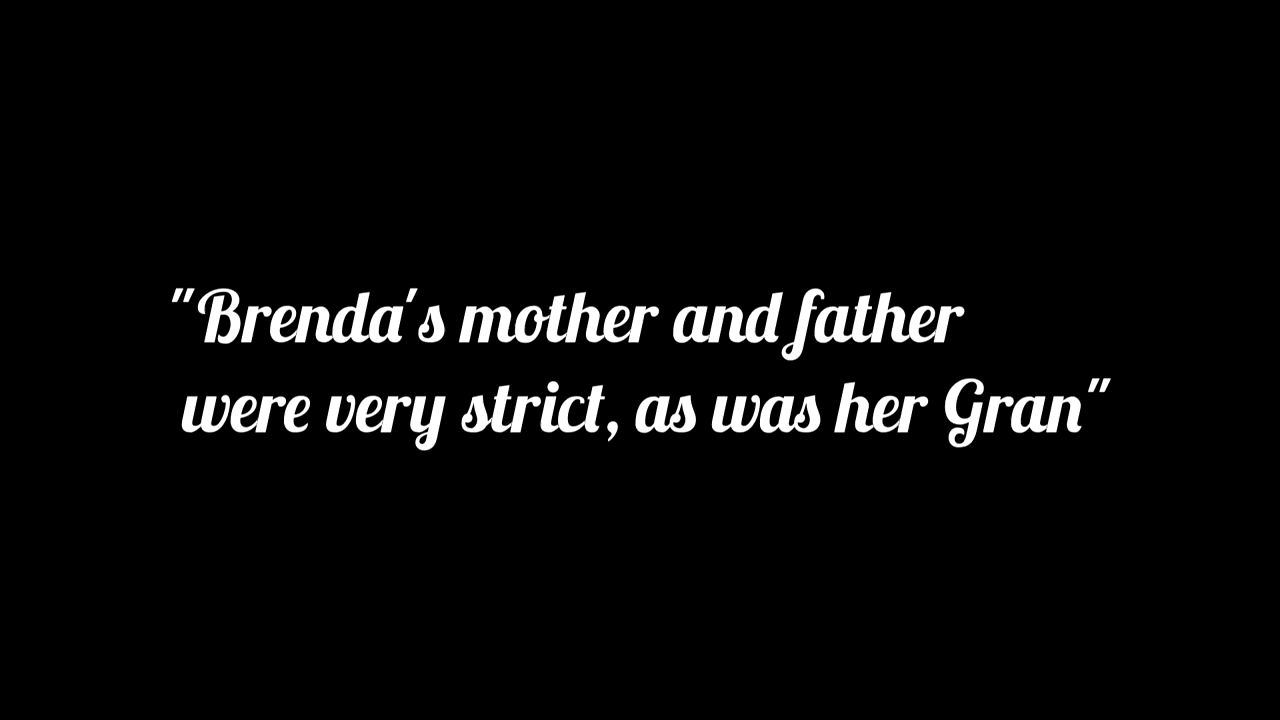 "Brenda's mother and father
were very strict, as was her Gran"